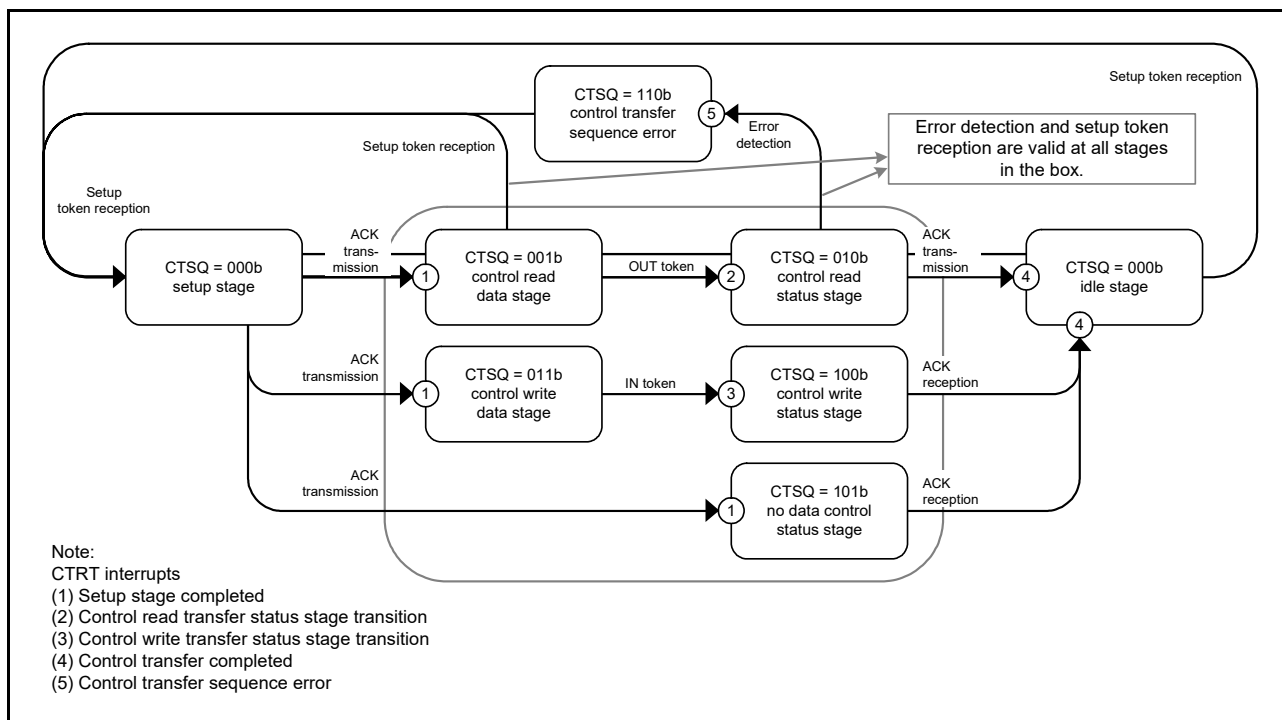 Setup token reception
CTSQ = 110b
control transfer
sequence error
5
Error
detection
Setup token reception
Error detection and setup token
reception are valid at all stages
in the box.
Setup
token reception
CTSQ = 000b
setup stage
ACK
trans-
mission
1
CTSQ = 001b
control read
data stage
OUT token
2
CTSQ = 010b
control read
status stage
ACK
trans-
mission
4
CTSQ = 000b
idle stage
4
ACK
transmission
1
CTSQ = 011b
control write
data stage
IN token
3
CTSQ = 100b
control write
status stage
ACK
reception
ACK
transmission
1
CTSQ = 101b
no data control
status stage
ACK
reception
Note:
CTRT interrupts
(1) Setup stage completed
(2) Control read transfer status stage transition
(3) Control write transfer status stage transition
(4) Control transfer completed
(5) Control transfer sequence error